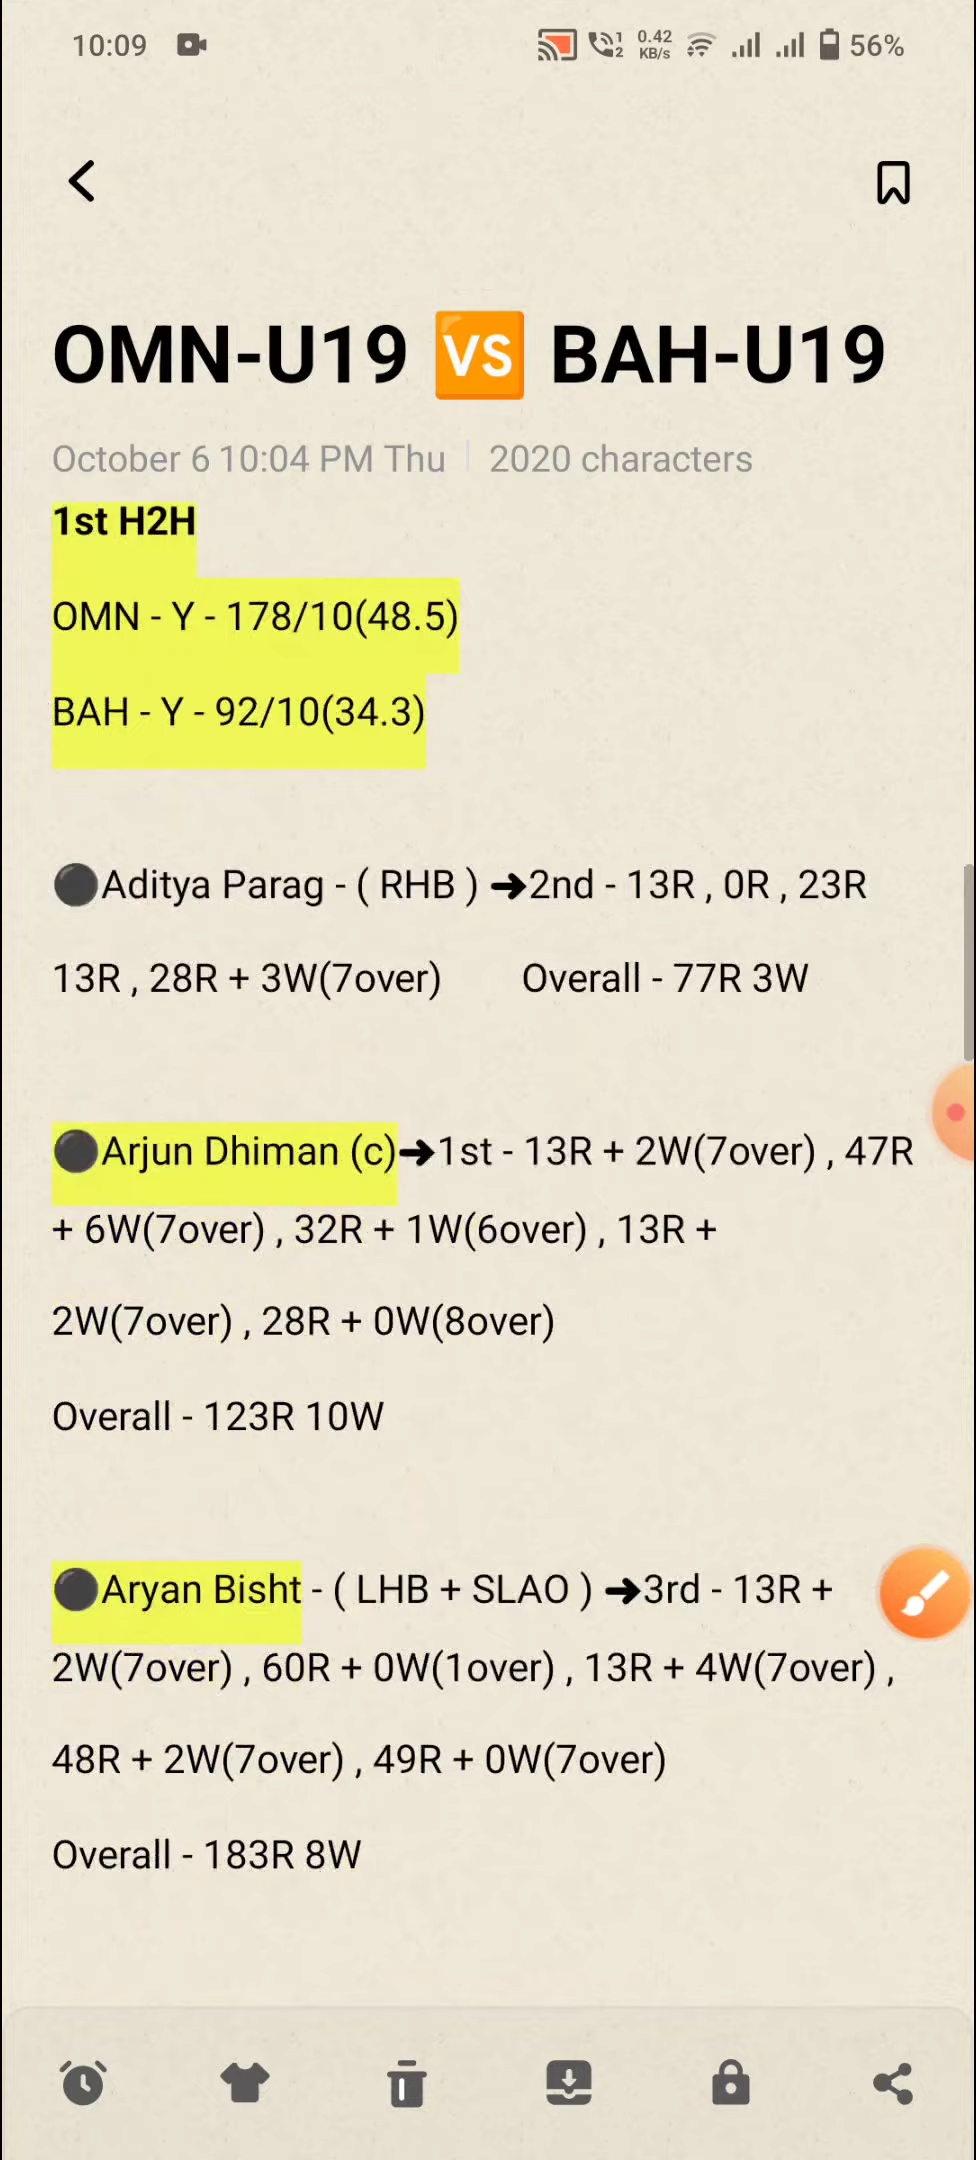 10:09 1 2 0.42 KB/s 56%
OMN-U19 🆚 BAH-U19
October 6 10:04 PM Thu | 2020 characters
1st H2H
OMN - Y - 178/10(48.5)
BAH - Y - 92/10(34.3)
⚫Aditya Parag - ( RHB ) ➜2nd - 13R , 0R , 23R
13R , 28R + 3W(7over) Overall - 77R 3W
⚫Arjun Dhiman (c)➜1st - 13R + 2W(7over) , 47R
+ 6W(7over) , 32R + 1W(6over) , 13R +
2W(7over) , 28R + 0W(8over)
Overall - 123R 10W
⚫Aryan Bisht - ( LHB + SLAO ) ➜3rd - 13R +
2W(7over) , 60R + 0W(1over) , 13R + 4W(7over) ,
48R + 2W(7over) , 49R + 0W(7over)
Overall - 183R 8W